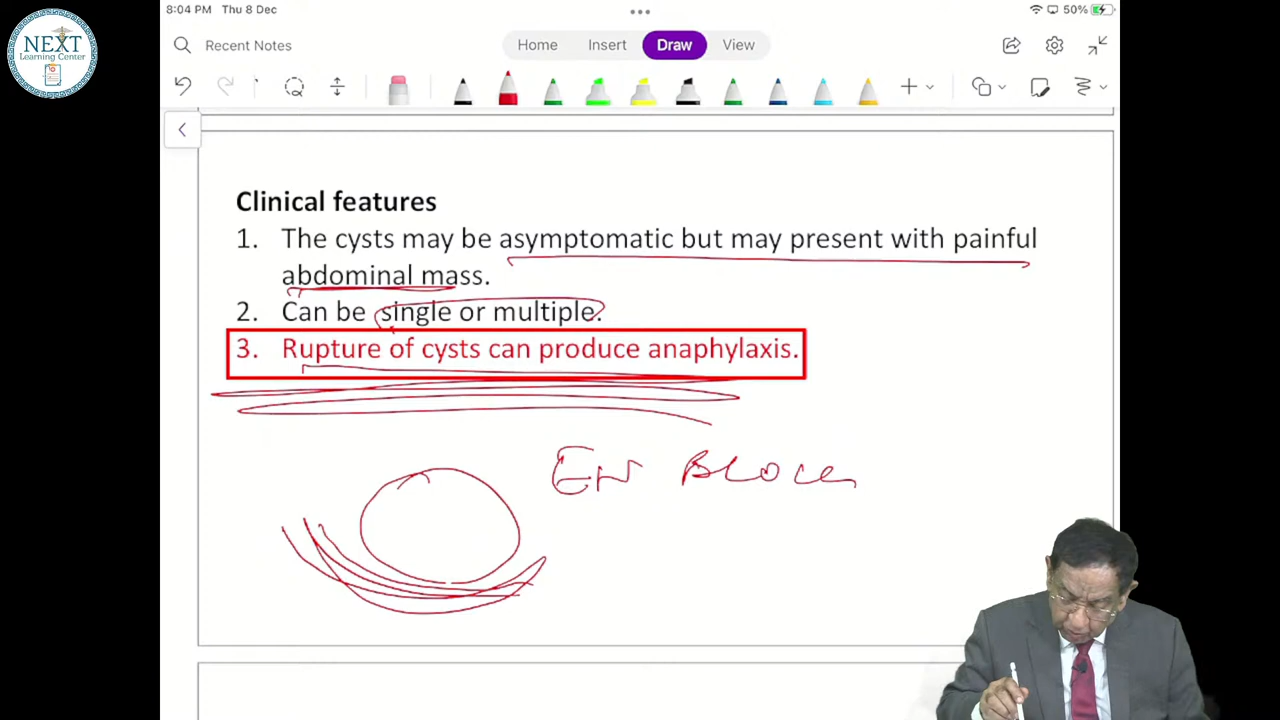 8:04 PM Thu 8 Dec
50%
NEXT
Learning Center
Recent Notes
Home Insert Draw View
Clinical features
1. The cysts may be asymptomatic but may present with painful
abdominal mass.
2. Can be single or multiple.
3. Rupture of cysts can produce anaphylaxis.
EN BLOCK